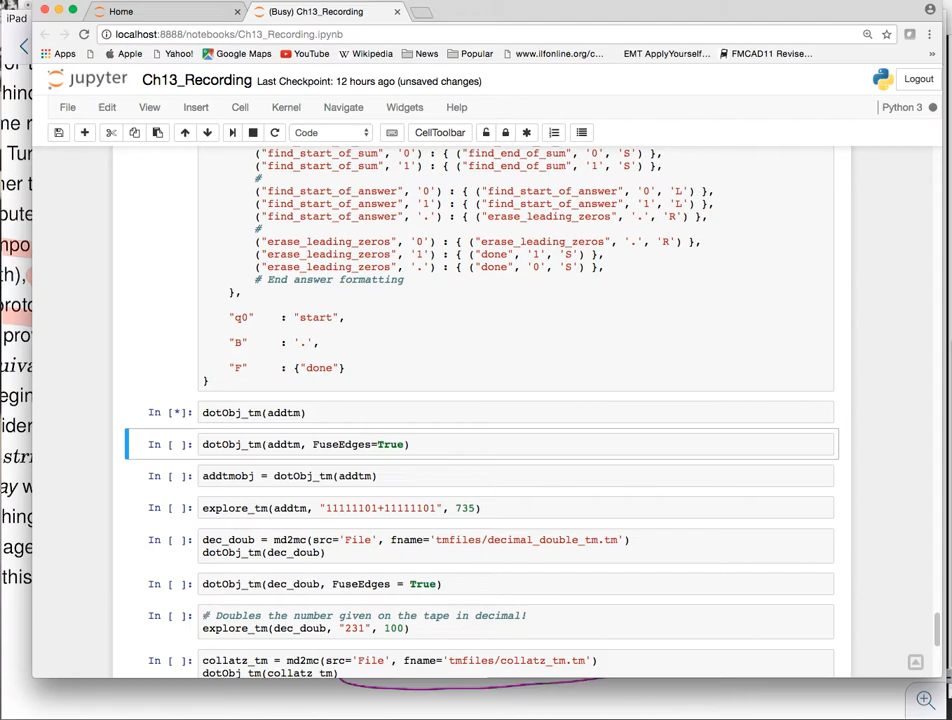 iPad
Home
(Busy) Ch13_Recording
localhost:8888/notebooks/Ch13_Recording.ipynb
Apps Apple Yahoo! Google Maps YouTube Wikipedia News Popular www.ilfionline.org/c... EMT ApplyYourself... FMCAD11 Revise... »
jupyter Ch13_Recording Last Checkpoint: 12 hours ago (unsaved changes) Logout
File Edit View Insert Cell Kernel Navigate Widgets Help Python 3
Code CellToolbar
("find_start_of_sum", '0') : { ("find_end_of_sum", '0', 'S') },
("find_start_of_sum", '1') : { ("find_end_of_sum", '1', 'S') },
#
("find_start_of_answer", '0') : { ("find_start_of_answer", '0', 'L') },
("find_start_of_answer", '1') : { ("find_start_of_answer", '1', 'L') },
("find_start_of_answer", '.') : { ("erase_leading_zeros", '.', 'R') },
#
("erase_leading_zeros", '0') : { ("erase_leading_zeros", '.', 'R') },
("erase_leading_zeros", '1') : { ("done", '1', 'S') },
("erase_leading_zeros", '.') : { ("done", '0', 'S') },
# End answer formatting
},
"q0" : "start",
"B" : '.',
"F" : {"done"}
}
In [*]: dotObj_tm(addtm)
In [ ]: dotObj_tm(addtm, FuseEdges=True)
In [ ]: addtmobj = dotObj_tm(addtm)
In [ ]: explore_tm(addtm, "11111101+11111101", 735)
In [ ]: dec_doub = md2mc(src='File', fname='tmfiles/decimal_double_tm.tm')
dotObj_tm(dec_doub)
In [ ]: dotObj_tm(dec_doub, FuseEdges = True)
In [ ]: # Doubles the number given on the tape in decimal!
explore_tm(dec_doub, "231", 100)
In [ ]: collatz_tm = md2mc(src='File', fname='tmfiles/collatz_tm.tm')
dotObj_tm(collatz_tm)